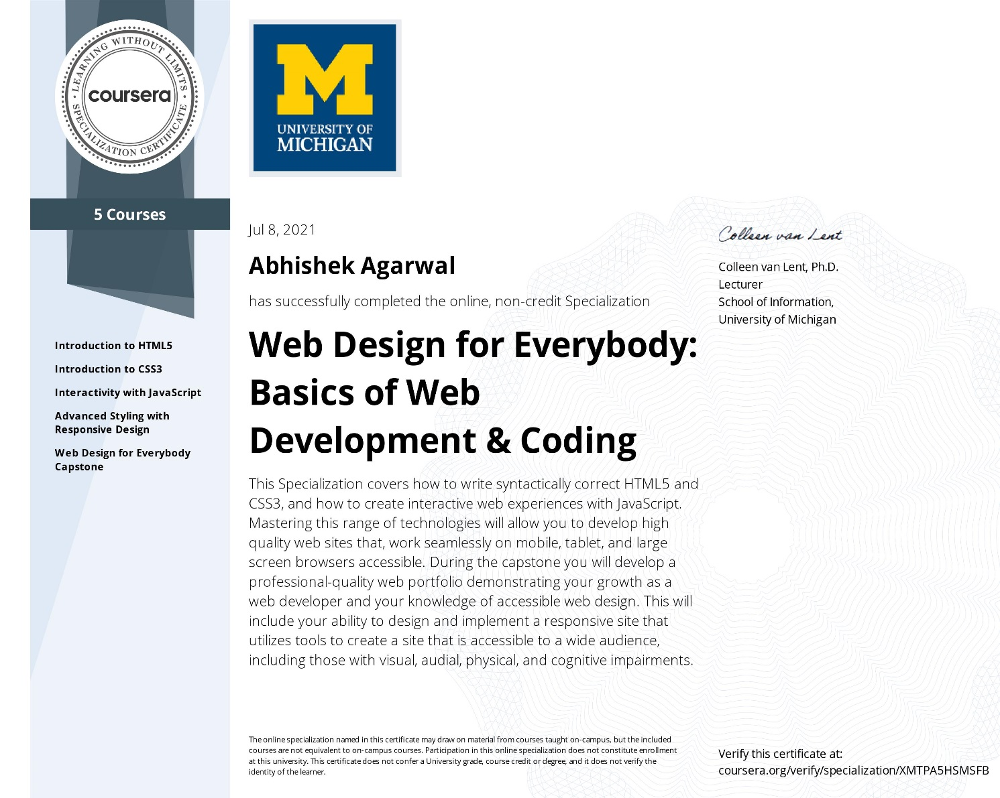 LEARNING WITHOUT LIMITS
coursera
SPECIALIZATION CERTIFICATE
5 Courses
Introduction to HTML5
Introduction to CSS3
Interactivity with JavaScript
Advanced Styling with
Responsive Design
Web Design for Everybody
Capstone
M
UNIVERSITY OF
MICHIGAN
Jul 8, 2021
Abhishek Agarwal
has successfully completed the online, non-credit Specialization
Web Design for Everybody:
Basics of Web
Development & Coding
This Specialization covers how to write syntactically correct HTML5 and
CSS3, and how to create interactive web experiences with JavaScript.
Mastering this range of technologies will allow you to develop high
quality web sites that, work seamlessly on mobile, tablet, and large
screen browsers accessible. During the capstone you will develop a
professional-quality web portfolio demonstrating your growth as a
web developer and your knowledge of accessible web design. This will
include your ability to design and implement a responsive site that
utilizes tools to create a site that is accessible to a wide audience,
including those with visual, audial, physical, and cognitive impairments.
Colleen van Lent
Colleen van Lent, Ph.D.
Lecturer
School of Information,
University of Michigan
The online specialization named in this certificate may draw on material from courses taught on-campus, but the included
courses are not equivalent to on-campus courses. Participation in this online specialization does not constitute enrollment
at this university. This certificate does not confer a University grade, course credit or degree, and it does not verify the
identity of the learner.
Verify this certificate at:
coursera.org/verify/specialization/XMTPA5HSMSFB